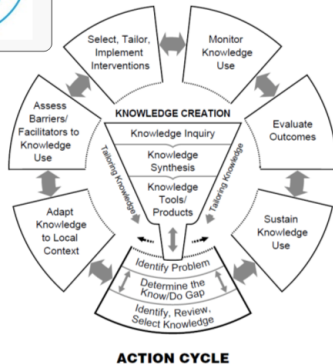 Select, Tailor,
Implement
Interventions
Monitor
Knowledge
Use
Assess
Barriers/
Facilitators to
Knowledge
Use
KNOWLEDGE CREATION
Knowledge Inquiry
Knowledge
Synthesis
Knowledge
Tools/
Products
Tailoring Knowledge
Tailoring Knowledge
Evaluate
Outcomes
Adapt
Knowledge
to Local
Context
Sustain
Knowledge
Use
Identify Problem
Determine the
Know/Do Gap
Identify, Review,
Select Knowledge
ACTION CYCLE